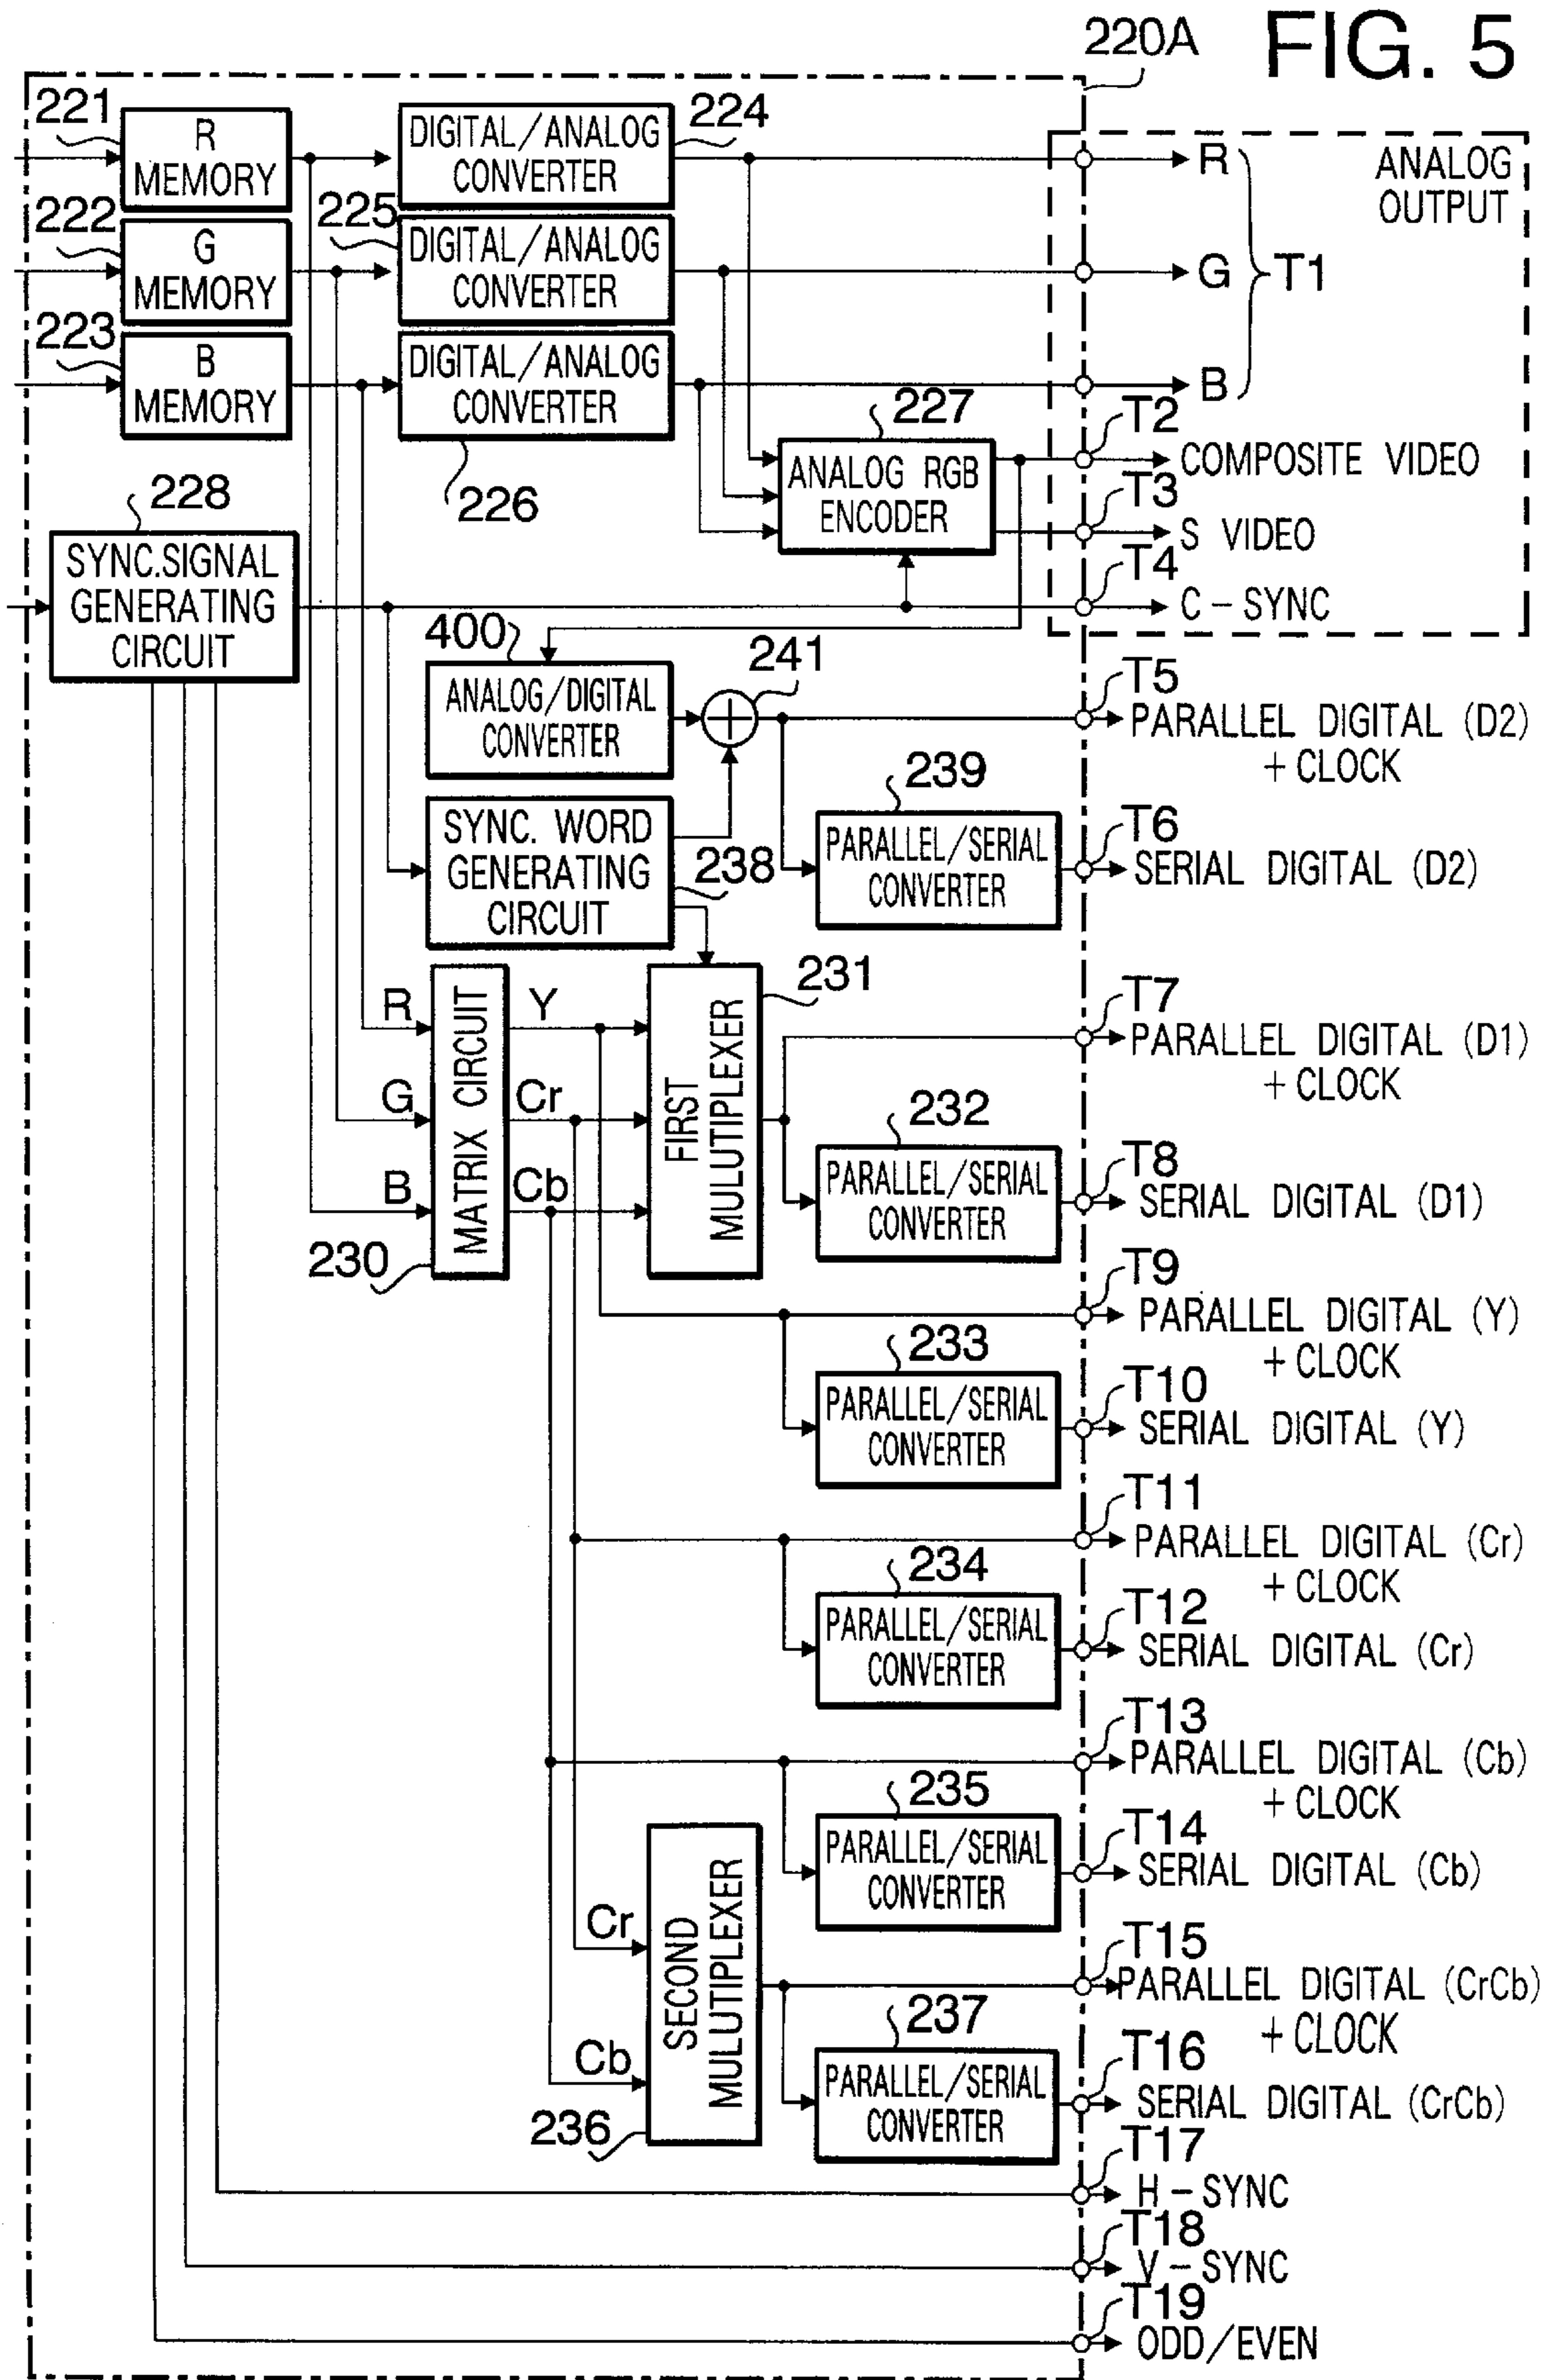 FIG. 5
220A
221
R
MEMORY
DIGITAL/ANALOG
CONVERTER
224
R
ANALOG
OUTPUT
222
G
MEMORY
225
DIGITAL/ANALOG
CONVERTER
G
T1
223
B
MEMORY
DIGITAL/ANALOG
CONVERTER
226
B
227
ANALOG RGB
ENCODER
T2
COMPOSITE VIDEO
T3
S VIDEO
228
SYNC.SIGNAL
GENERATING
CIRCUIT
T4
C-SYNC
400
ANALOG/DIGITAL
CONVERTER
241
T5
PARALLEL DIGITAL (D2)
+ CLOCK
SYNC. WORD
GENERATING
CIRCUIT
238
239
PARALLEL/SERIAL
CONVERTER
T6
SERIAL DIGITAL (D2)
R
G
B
MATRIX CIRCUIT
230
Y
Cr
Cb
FIRST
MULUTIPLEXER
231
T7
PARALLEL DIGITAL (D1)
+ CLOCK
232
PARALLEL/SERIAL
CONVERTER
T8
SERIAL DIGITAL (D1)
T9
PARALLEL DIGITAL (Y)
+ CLOCK
233
PARALLEL/SERIAL
CONVERTER
T10
SERIAL DIGITAL (Y)
T11
PARALLEL DIGITAL (Cr)
+ CLOCK
234
PARALLEL/SERIAL
CONVERTER
T12
SERIAL DIGITAL (Cr)
T13
PARALLEL DIGITAL (Cb)
+ CLOCK
235
PARALLEL/SERIAL
CONVERTER
T14
SERIAL DIGITAL (Cb)
Cr
Cb
SECOND
MULUTIPLEXER
236
T15
PARALLEL DIGITAL (CrCb)
+ CLOCK
237
PARALLEL/SERIAL
CONVERTER
T16
SERIAL DIGITAL (CrCb)
T17
H-SYNC
T18
V-SYNC
T19
ODD/EVEN